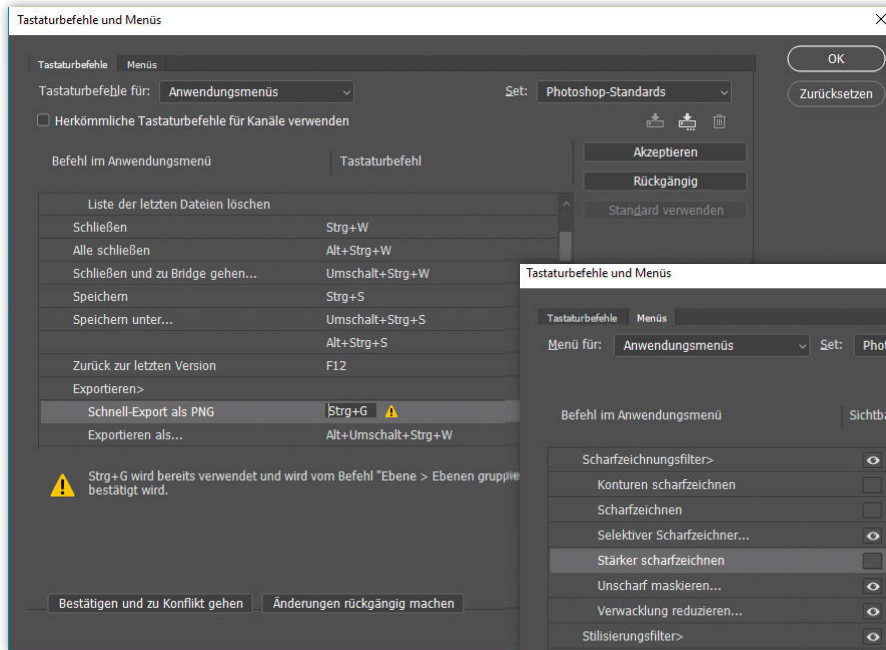 Tastaturbefehle und Menüs
Tastaturbefehle Menüs
Tastaturbefehle für: Anwendungsmenüs Set: Photoshop-Standards
OK
Zurücksetzen
Herkömmliche Tastaturbefehle für Kanäle verwenden
Befehl im Anwendungsmenü Tastaturbefehl
Akzeptieren
Rückgängig
Standard verwenden
Liste der letzten Dateien löschen
Schließen Strg+W
Alle schließen Alt+Strg+W
Schließen und zu Bridge gehen... Umschalt+Strg+W
Speichern Strg+S
Speichern unter... Umschalt+Strg+S
Alt+Strg+S
Zurück zur letzten Version F12
Exportieren>
Schnell-Export als PNG Strg+G
Exportieren als... Alt+Umschalt+Strg+W
Strg+G wird bereits verwendet und wird vom Befehl "Ebene > Ebenen gruppie
bestätigt wird.
Bestätigen und zu Konflikt gehen Änderungen rückgängig machen
Tastaturbefehle und Menüs
Tastaturbefehle Menüs
Menü für: Anwendungsmenüs Set: Phot
Befehl im Anwendungsmenü Sichtba
Scharfzeichnungsfilter>
Konturen scharfzeichnen
Scharfzeichnen
Selektiver Scharfzeichner...
Stärker scharfzeichnen
Unscharf maskieren...
Verwacklung reduzieren...
Stilisierungsfilter>